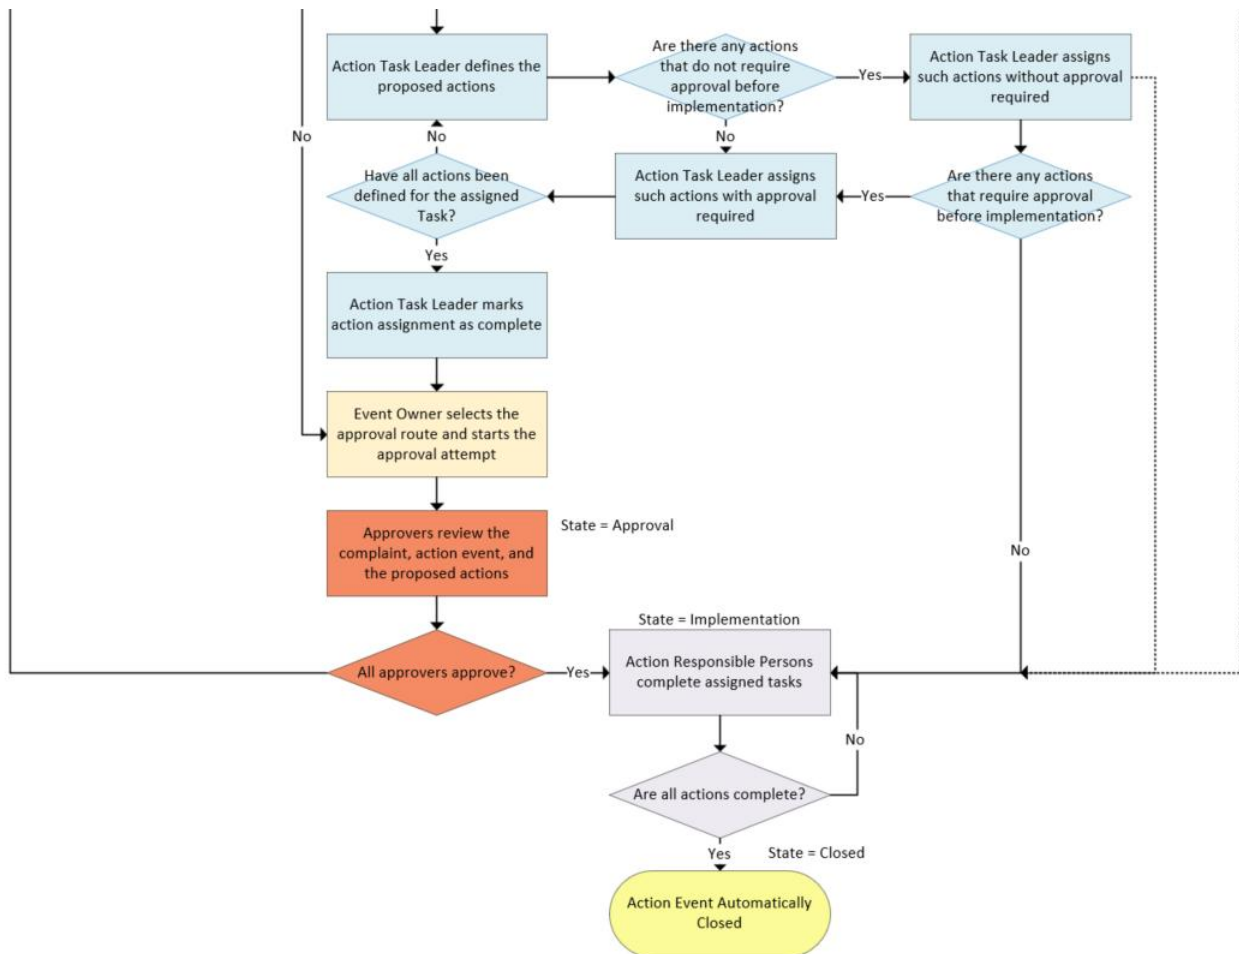 Action Task Leader defines the
proposed actions
Are there any actions
that do not require
approval before
implementation?
Yes
Action Task Leader assigns
such actions without approval
required
No
No
No
Have all actions been
defined for the assigned
Task?
Action Task Leader assigns
such actions with approval
required
Yes
Are there any actions
that require approval
before implementation?
Yes
Action Task Leader marks
action assignment as complete
Event Owner selects the
approval route and starts the
approval attempt
Approvers review the
complaint, action event, and
the proposed actions
State = Approval
No
State = Implementation
All approvers approve?
Yes
Action Responsible Persons
complete assigned tasks
No
Are all actions complete?
Yes
State = Closed
Action Event Automatically
Closed